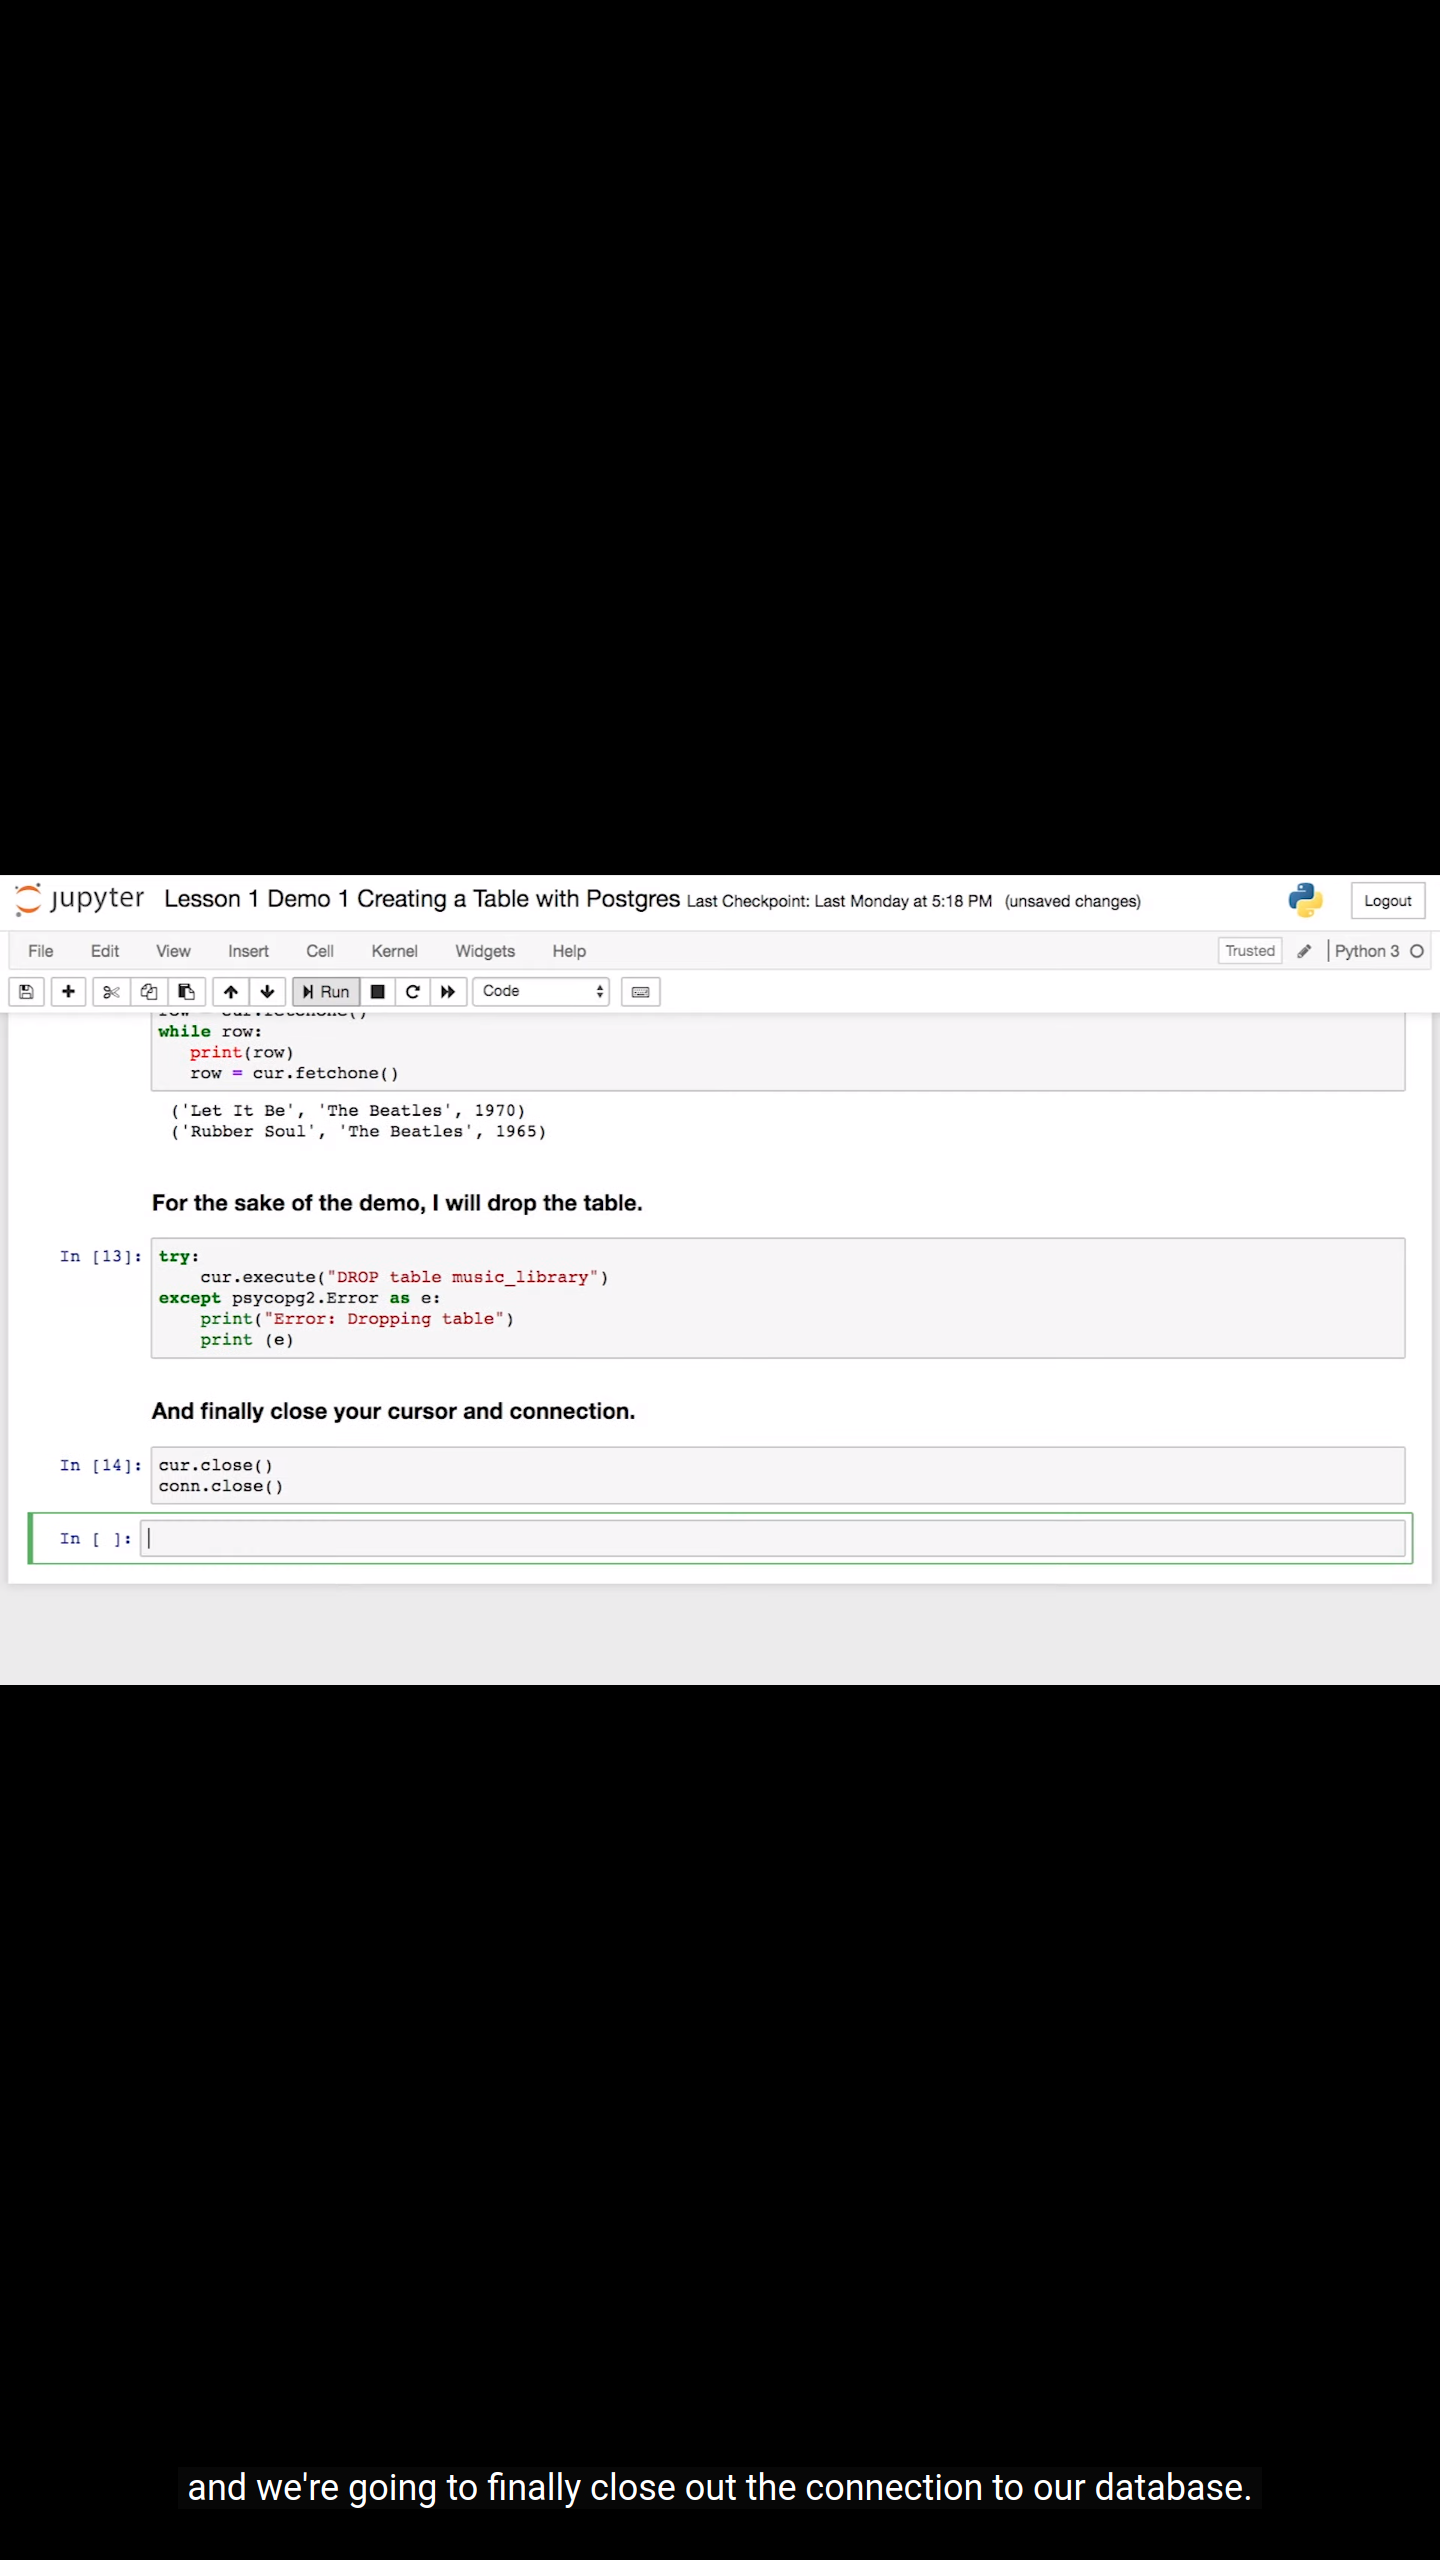 jupyter Lesson 1 Demo 1 Creating a Table with Postgres Last Checkpoint: Last Monday at 5:18 PM (unsaved changes) Logout
File Edit View Insert Cell Kernel Widgets Help Trusted Python 3
Run Code
row = cur.fetchone()
while row:
   print(row)
   row = cur.fetchone()
('Let It Be', 'The Beatles', 1970)
('Rubber Soul', 'The Beatles', 1965)
For the sake of the demo, I will drop the table.
In [13]: try:
    cur.execute("DROP table music_library")
except psycopg2.Error as e:
    print("Error: Dropping table")
    print (e)
And finally close your cursor and connection.
In [14]: cur.close()
conn.close()
In [ ]:
and we're going to finally close out the connection to our database.